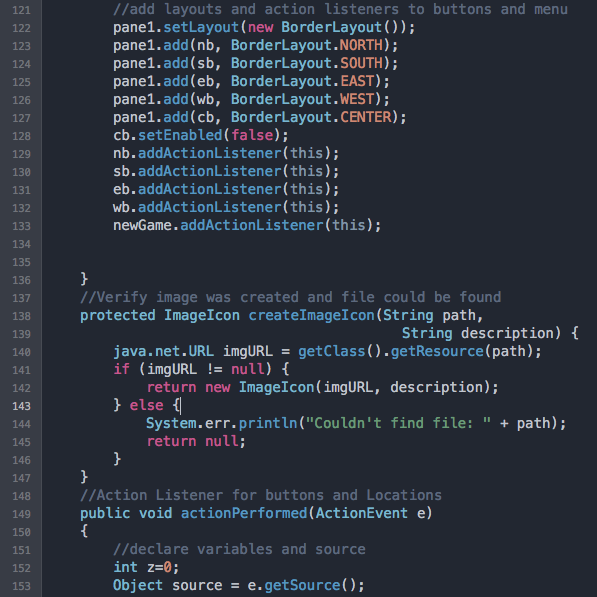 121 //add layouts and action listeners to buttons and menu
122 pane1.setLayout(new BorderLayout());
123 pane1.add(nb, BorderLayout.NORTH);
124 pane1.add(sb, BorderLayout.SOUTH);
125 pane1.add(eb, BorderLayout.EAST);
126 pane1.add(wb, BorderLayout.WEST);
127 pane1.add(cb, BorderLayout.CENTER);
128 cb.setEnabled(false);
129 nb.addActionListener(this);
130 sb.addActionListener(this);
131 eb.addActionListener(this);
132 wb.addActionListener(this);
133 newGame.addActionListener(this);
134
135
136 }
137 //Verify image was created and file could be found
138 protected ImageIcon createImageIcon(String path,
139 String description) {
140 java.net.URL imgURL = getClass().getResource(path);
141 if (imgURL != null) {
142 return new ImageIcon(imgURL, description);
143 } else {
144 System.err.println("Couldn't find file: " + path);
145 return null;
146 }
147 }
148 //Action Listener for buttons and Locations
149 public void actionPerformed(ActionEvent e)
150 {
151 //declare variables and source
152 int z=0;
153 Object source = e.getSource();